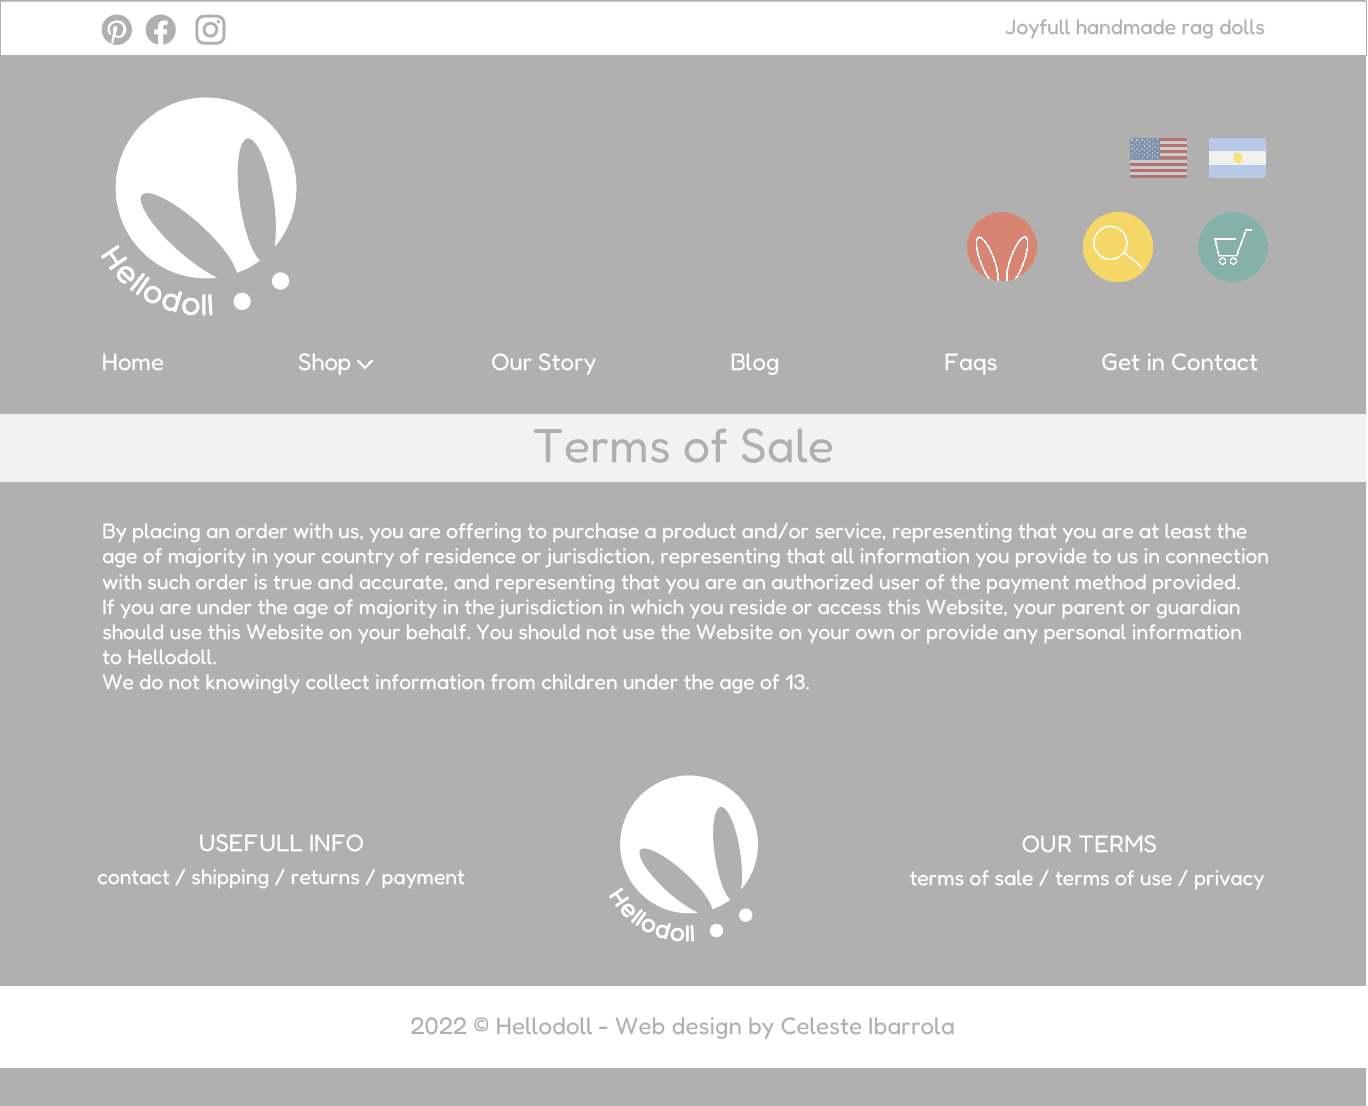 Joyfull handmade rag dolls
Hellodoll
Home Shop Our Story Blog Faqs Get in Contact
Terms of Sale
By placing an order with us, you are offering to purchase a product and/or service, representing that you are at least the
age of majority in your country of residence or jurisdiction, representing that all information you provide to us in connection
with such order is true and accurate, and representing that you are an authorized user of the payment method provided.
If you are under the age of majority in the jurisdiction in which you reside or access this Website, your parent or guardian
should use this Website on your behalf. You should not use the Website on your own or provide any personal information
to Hellodoll.
We do not knowingly collect information from children under the age of 13.
USEFULL INFO
contact / shipping / returns / payment
Hellodoll
OUR TERMS
terms of sale / terms of use / privacy
2022 © Hellodoll - Web design by Celeste Ibarrola